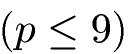 (p ≤ 9)